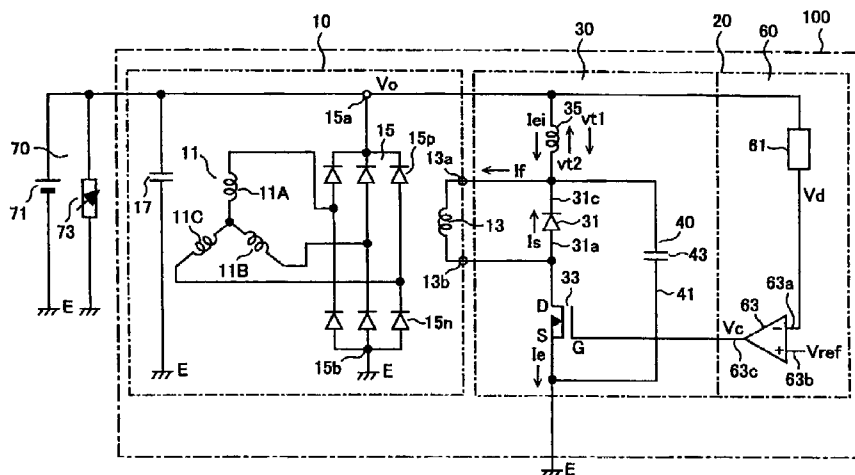 100
10
30
20
60
Vo
15a
35
Iei
vt1
vt2
70
71
73
17
11
11A
11B
11C
15
15p
15n
15b
13a
If
13
13b
31c
31
Is
31a
40
43
41
61
Vd
33
D
S
G
Ie
Vc
63
63a
63b
63c
Vref
−
+
E
E
E
E
E